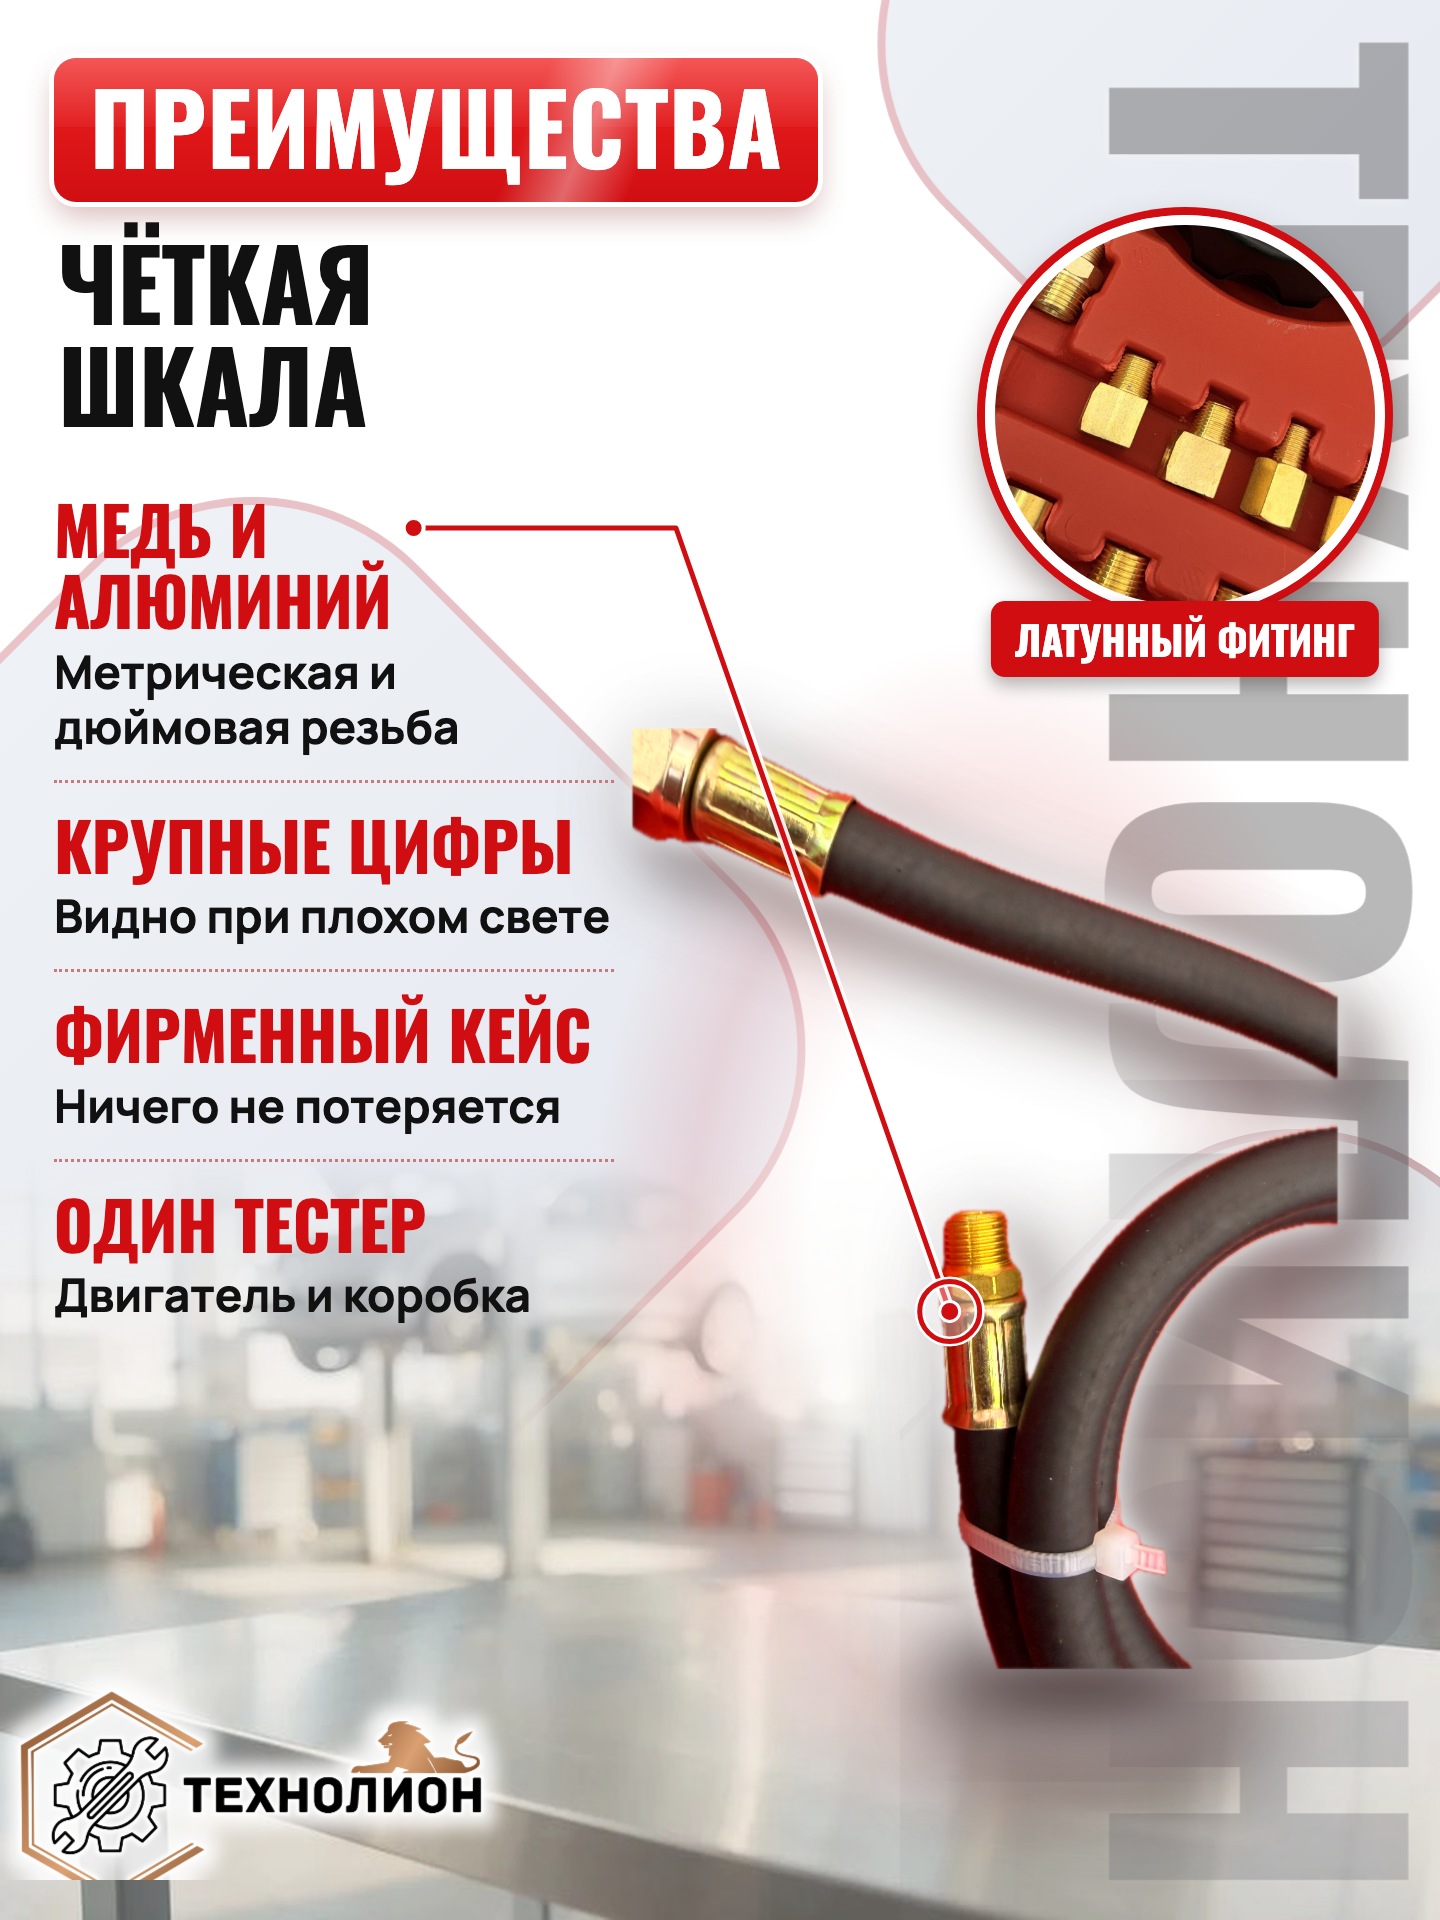 ПРЕИМУЩЕСТВА
ЧЁТКАЯ
ШКАЛА
МЕДЬ И
АЛЮМИНИЙ
Метрическая и
дюймовая резьба
КРУПНЫЕ ЦИФРЫ
Видно при плохом свете
ФИРМЕННЫЙ КЕЙС
Ничего не потеряется
ОДИН ТЕСТЕР
Двигатель и коробка
ЛАТУННЫЙ ФИТИНГ
ТЕХНОЛИОН